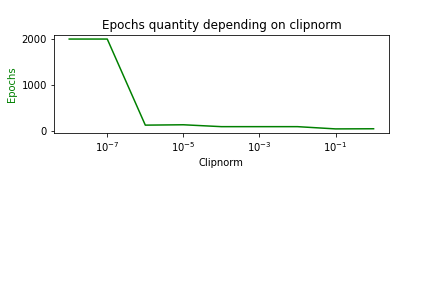 Epochs quantity depending on clipnorm
2000
1000
0
Epochs
10⁻⁷ 10⁻⁵ 10⁻³ 10⁻¹
Clipnorm